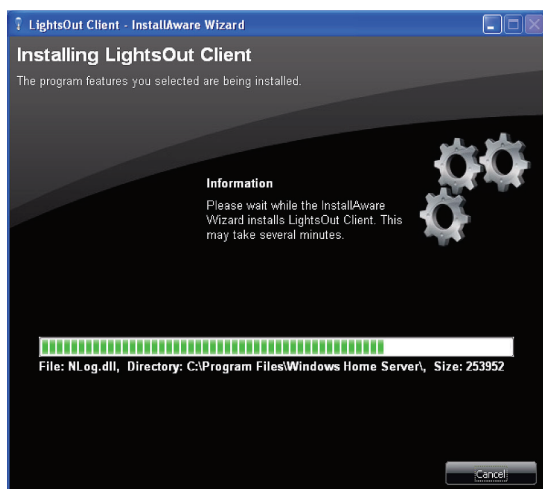 LightsOut Client - InstallAware Wizard
Installing LightsOut Client
The program features you selected are being installed.
Information
Please wait while the InstallAware
Wizard installs LightsOut Client. This
may take several minutes.
File: NLog.dll, Directory: C:\Program Files\Windows Home Server\, Size: 253952
Cancel